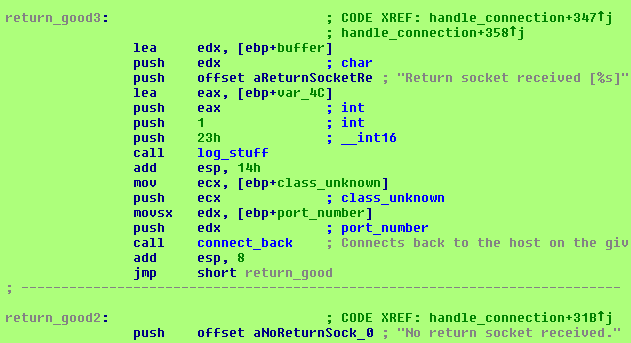 return_good3: ; CODE XREF: handle_connection+347↑j
; handle_connection+358↑j
lea edx, [ebp+buffer]
push edx ; char
push offset aReturnSocketRe ; "Return socket received [%s]"
lea eax, [ebp+var_4C]
push eax ; int
push 1 ; int
push 23h ; __int16
call log_stuff
add esp, 14h
mov ecx, [ebp+class_unknown]
push ecx ; class_unknown
movsx edx, [ebp+port_number]
push edx ; port_number
call connect_back ; Connects back to the host on the giv
add esp, 8
jmp short return_good
; ---------------------------------------------------------------------------
return_good2: ; CODE XREF: handle_connection+31B↑j
push offset aNoReturnSock_0 ; "No return socket received."